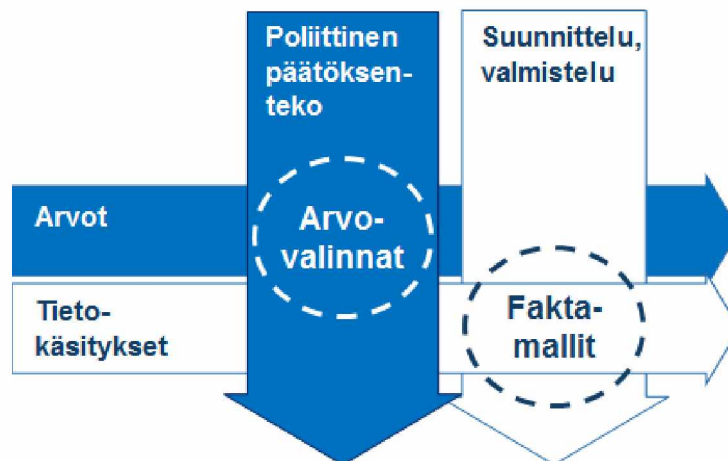 Poliittinen
päätöksen-
teko
Suunnittelu,
valmistelu
Arvot
Arvo-
valinnat
Tieto-
käsitykset
Fakta-
mallit